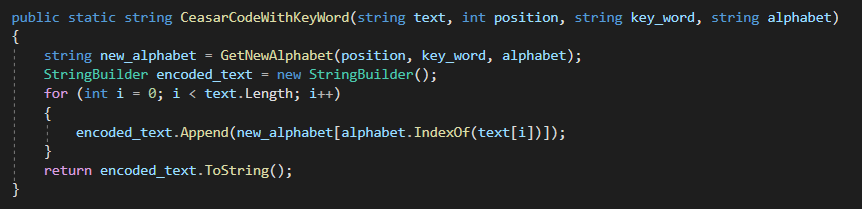 public static string CeasarCodeWithKeyWord(string text, int position, string key_word, string alphabet)
{
    string new_alphabet = GetNewAlphabet(position, key_word, alphabet);
    StringBuilder encoded_text = new StringBuilder();
    for (int i = 0; i < text.Length; i++)
    {
        encoded_text.Append(new_alphabet[alphabet.IndexOf(text[i])]);
    }
    return encoded_text.ToString();
}